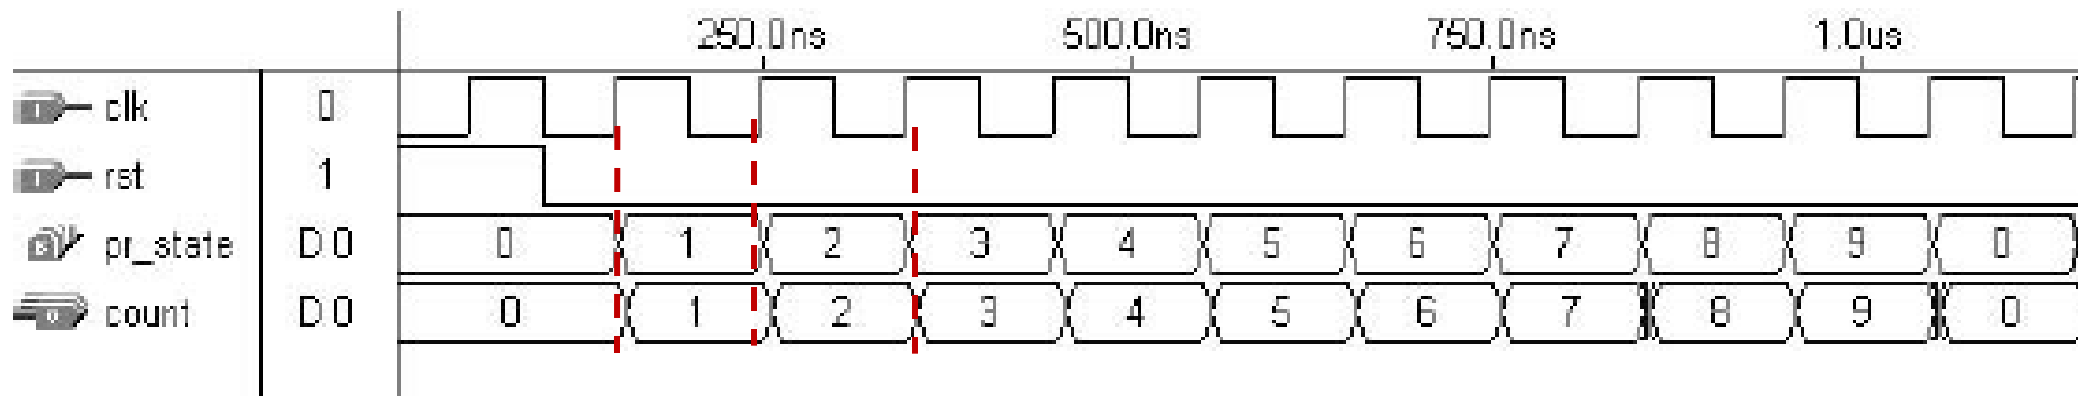 250.0ns 500.0ns 750.0ns 1.0us
clk 0
rst 1
pr_state D:0 0 1 2 3 4 5 6 7 8 9 0
count D:0 0 1 2 3 4 5 6 7 8 9 0